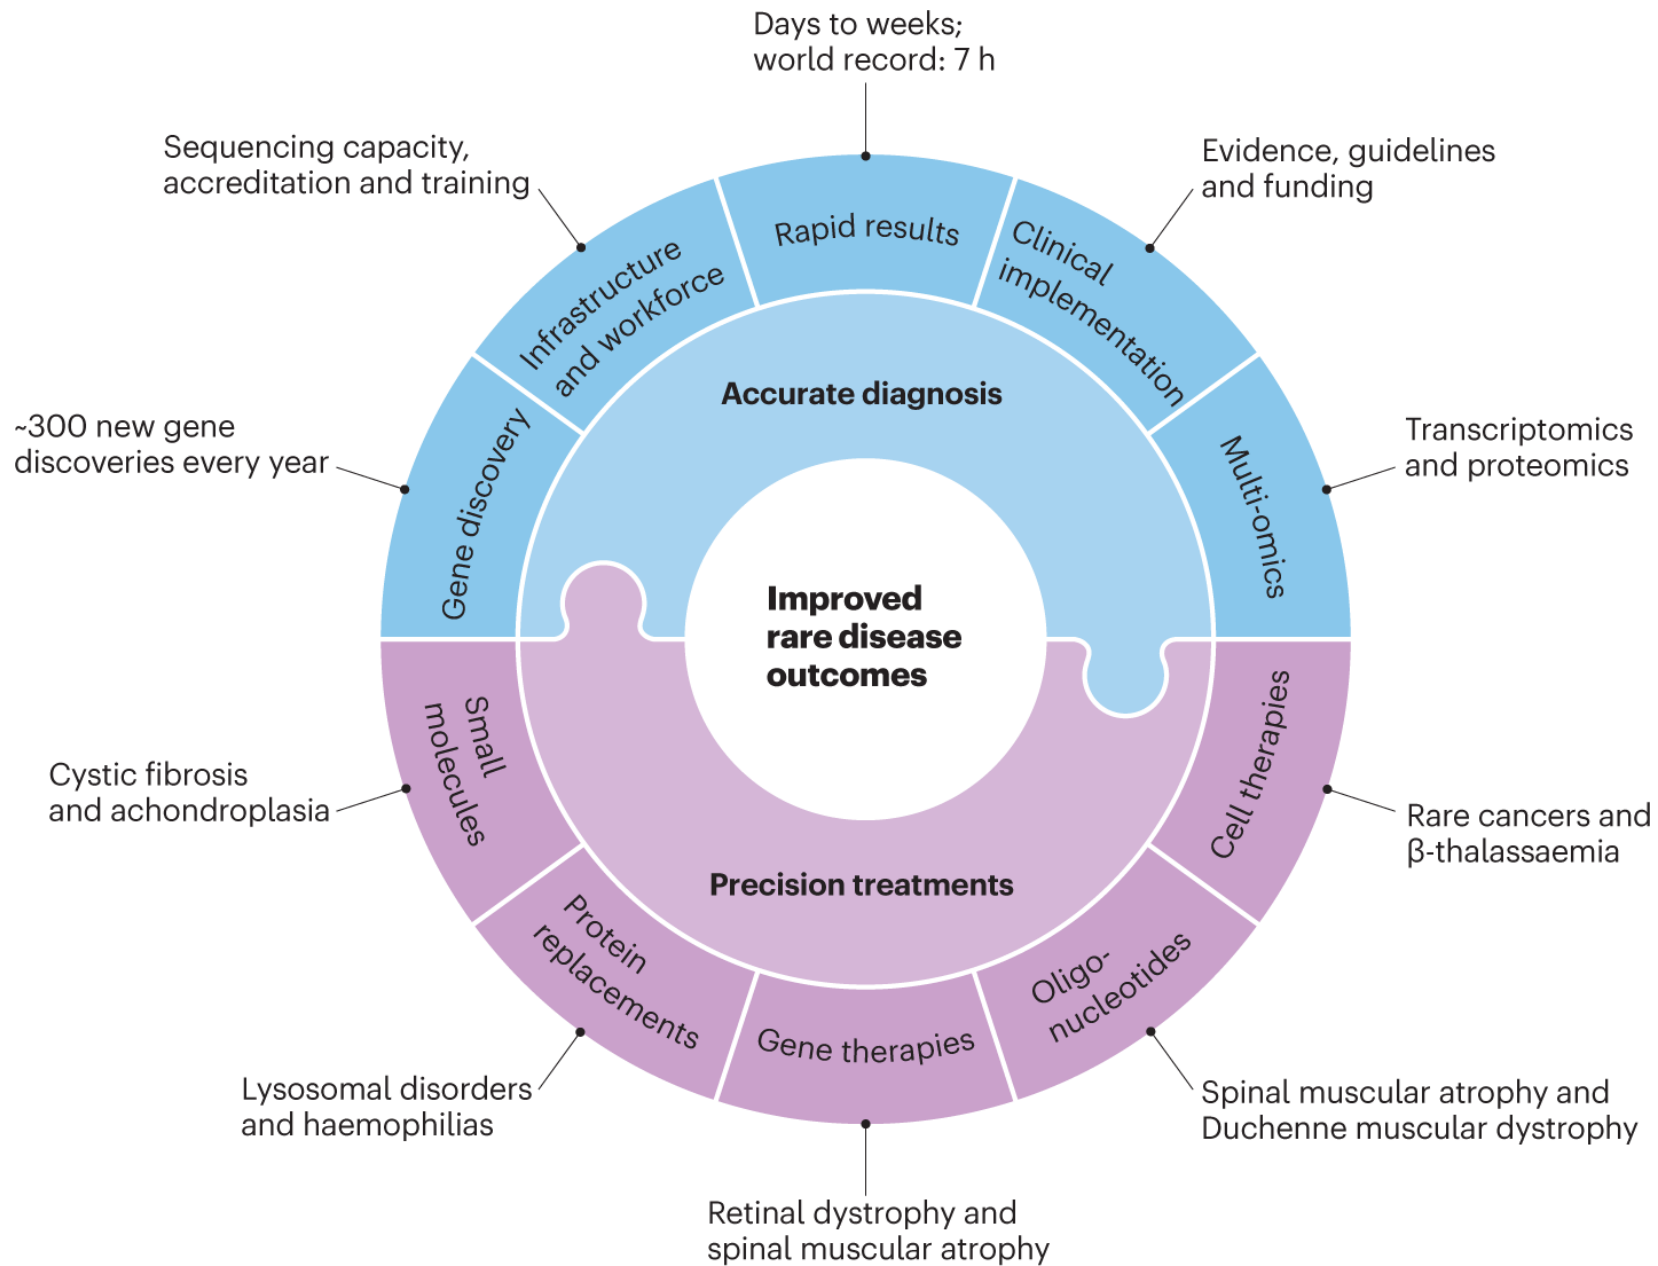 Days to weeks;
world record: 7 h
Sequencing capacity,
accreditation and training
Evidence, guidelines
and funding
~300 new gene
discoveries every year
Transcriptomics
and proteomics
Gene discovery
Infrastructure
and workforce
Rapid results
Clinical
implementation
Multi-omics
Accurate diagnosis
Improved
rare disease
outcomes
Precision treatments
Small
molecules
Protein
replacements
Gene therapies
Oligo-
nucleotides
Cell therapies
Cystic fibrosis
and achondroplasia
Rare cancers and
β-thalassaemia
Lysosomal disorders
and haemophilias
Spinal muscular atrophy and
Duchenne muscular dystrophy
Retinal dystrophy and
spinal muscular atrophy